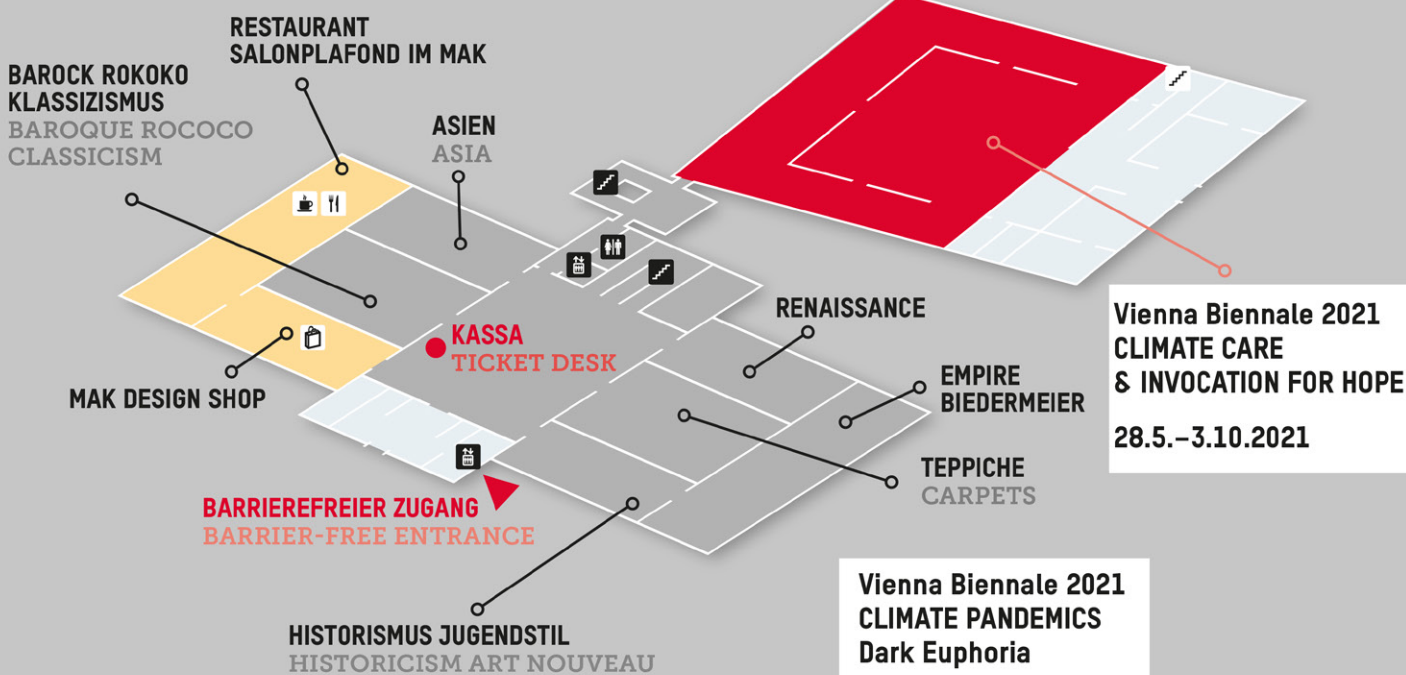 RESTAURANT
SALONPLAFOND IM MAK
BAROCK ROKOKO
KLASSIZISMUS
BAROQUE ROCOCO
CLASSICISM
ASIEN
ASIA
KASSA
TICKET DESK
RENAISSANCE
MAK DESIGN SHOP
EMPIRE
BIEDERMEIER
Vienna Biennale 2021
CLIMATE CARE
& INVOCATION FOR HOPE
28.5.–3.10.2021
TEPPICHE
CARPETS
BARRIEREFREIER ZUGANG
BARRIER-FREE ENTRANCE
HISTORISMUS JUGENDSTIL
HISTORICISM ART NOUVEAU
Vienna Biennale 2021
CLIMATE PANDEMICS
Dark Euphoria